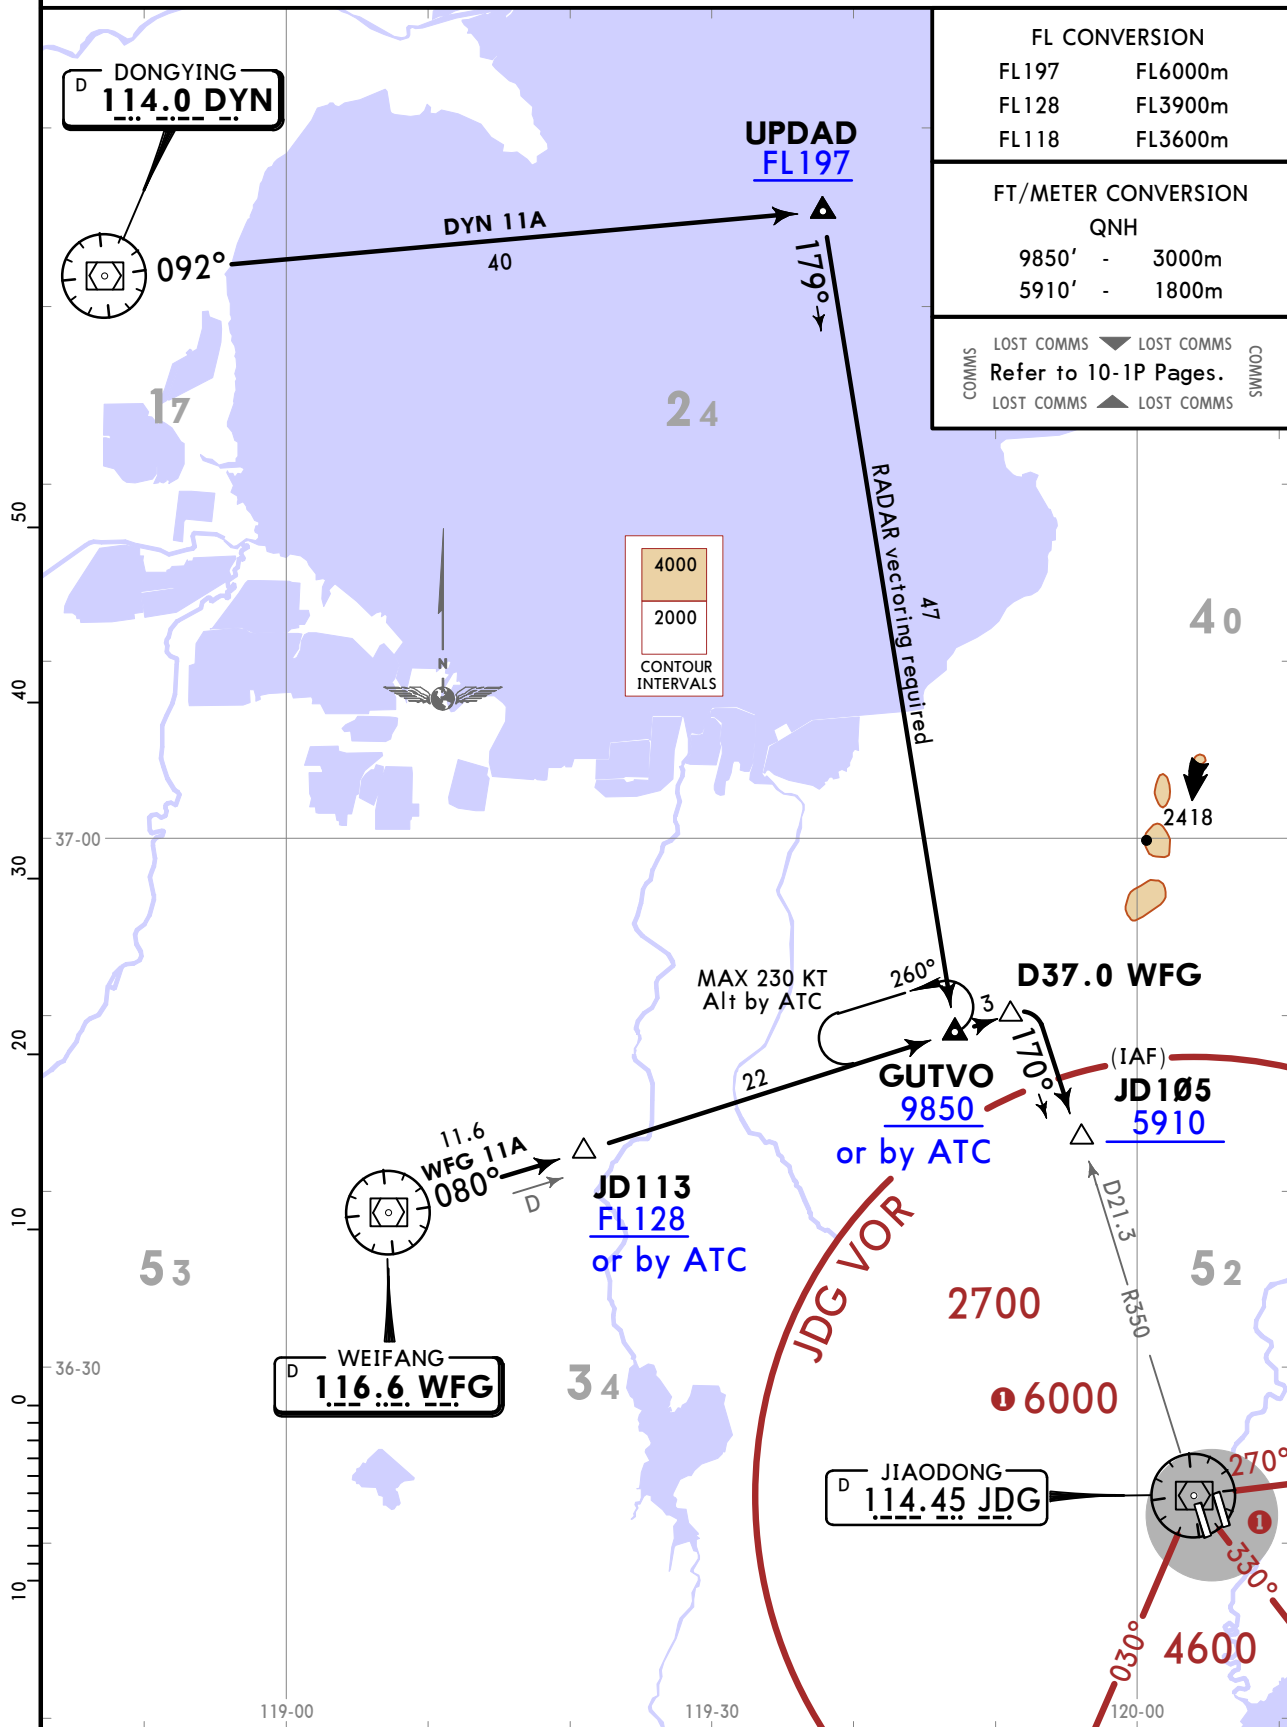 FL CONVERSION
FL197 FL6000m
FL128 FL3900m
FL118 FL3600m
FT/METER CONVERSION
QNH
9850' - 3000m
5910' - 1800m
LOST COMMS LOST COMMS
COMMS Refer to 10-1P Pages. COMMS
LOST COMMS LOST COMMS
DONGYING
D 114.0 DYN
092°
DYN 11A
40
UPDAD
FL197
179°
17
24
RADAR vectoring required
47
4000
2000
CONTOUR
INTERVALS
N
40
2418
37-00
50
40
30
20
10
0
10
MAX 230 KT
Alt by ATC
260°
3
D37.0 WFG
170°
(IAF)
JD1Ø5
5910
GUTVO
9850
or by ATC
22
11.6
WFG 11A
080°
D
JD113
FL128
or by ATC
53
WEIFANG
D 116.6 WFG
36-30
34
JDG VOR
2700
1 6000
D21.3
R350
52
JIAODONG
D 114.45 JDG
270°
1
330°
030°
4600
119-00
119-30
120-00